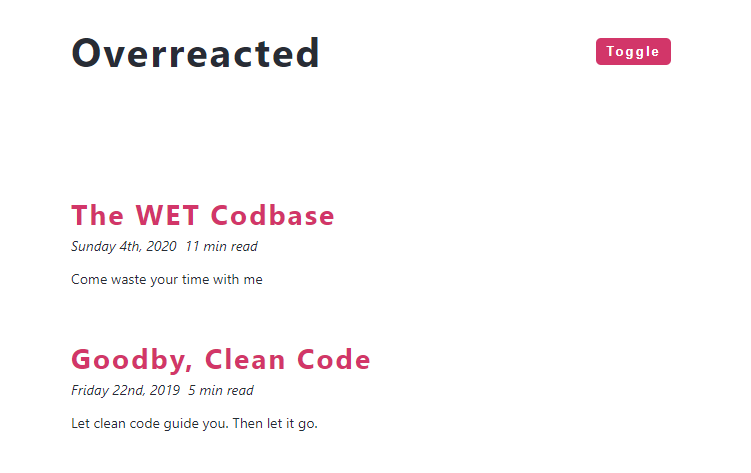 Overreacted
Toggle
The WET Codbase
Sunday 4th, 2020 11 min read
Come waste your time with me
Goodby, Clean Code
Friday 22nd, 2019 5 min read
Let clean code guide you. Then let it go.